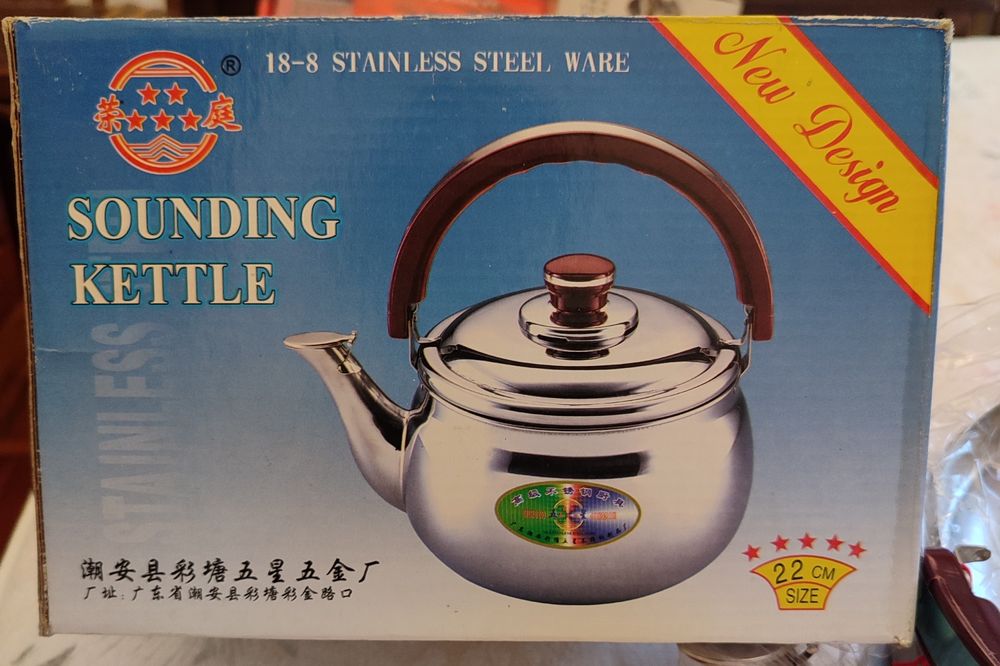 荣庭
®
18-8 STAINLESS STEEL WARE
New Design
SOUNDING
KETTLE
STAINLESS
潮安县彩塘五星五金厂
厂址:广东省潮安县彩塘彩金路口
22 CM
SIZE